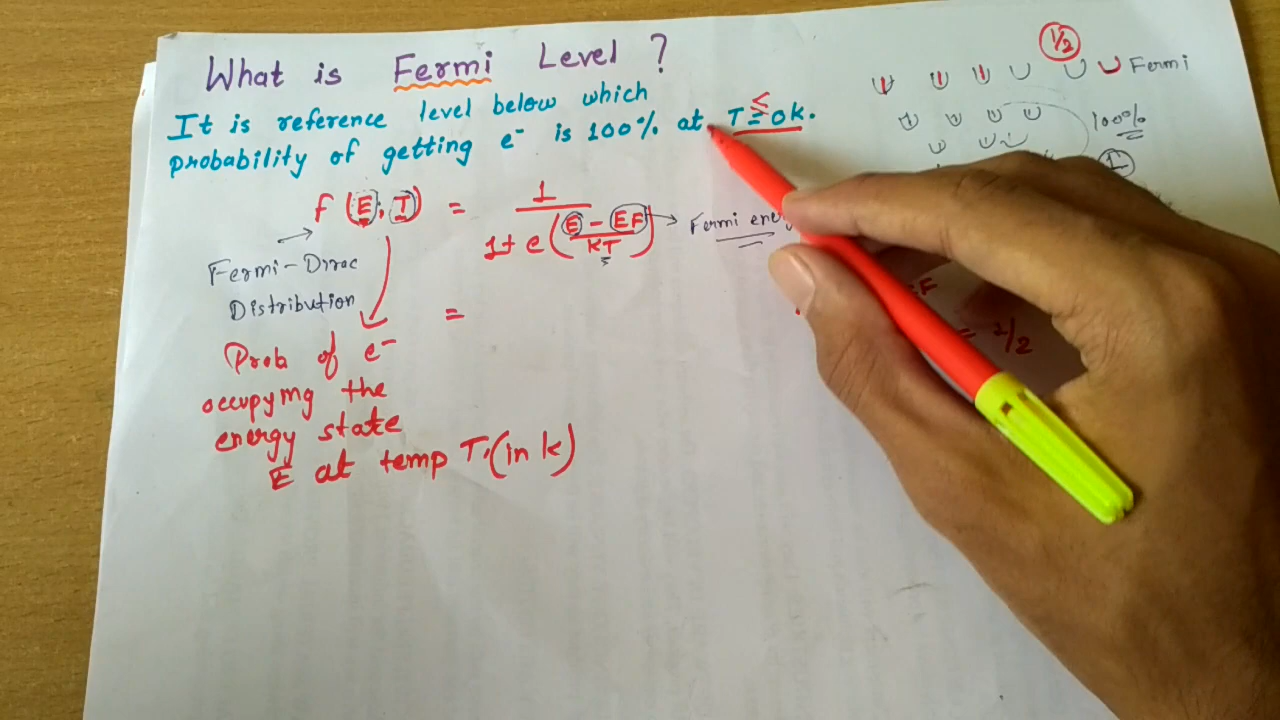 What is Fermi Level ?
It is reference level below which
probability of getting e⁻ is 100% at T = 0k.
≤
1/2
Fermi
100%
1
f (E, T) = 1 / 1 + e (E - EF / KT)
Fermi
Fermi-Dirac
Distribution
=
Prob of e⁻
occupying the
energy state
E at temp T. (in k)
= 1/2